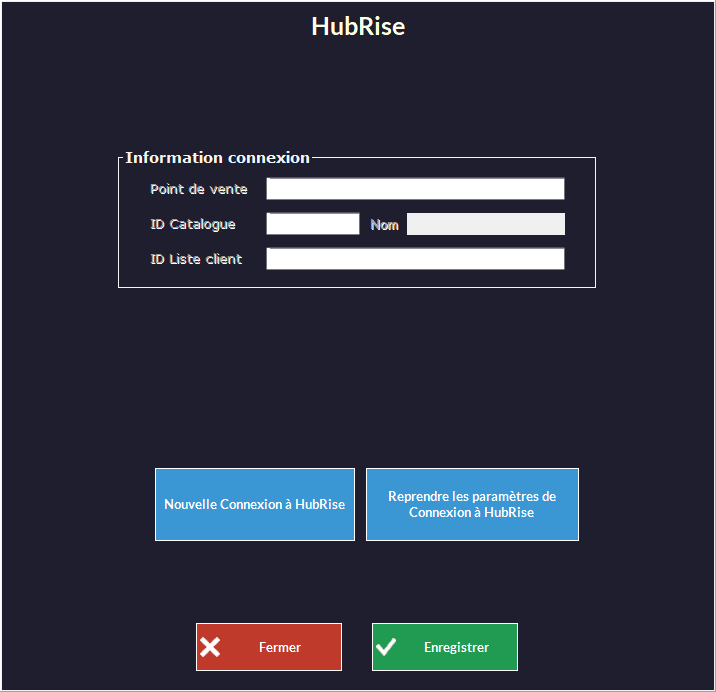 HubRise
Information connexion
Point de vente
ID Catalogue Nom
ID Liste client
Nouvelle Connexion à HubRise
Reprendre les paramètres de
Connexion à HubRise
Fermer
Enregistrer